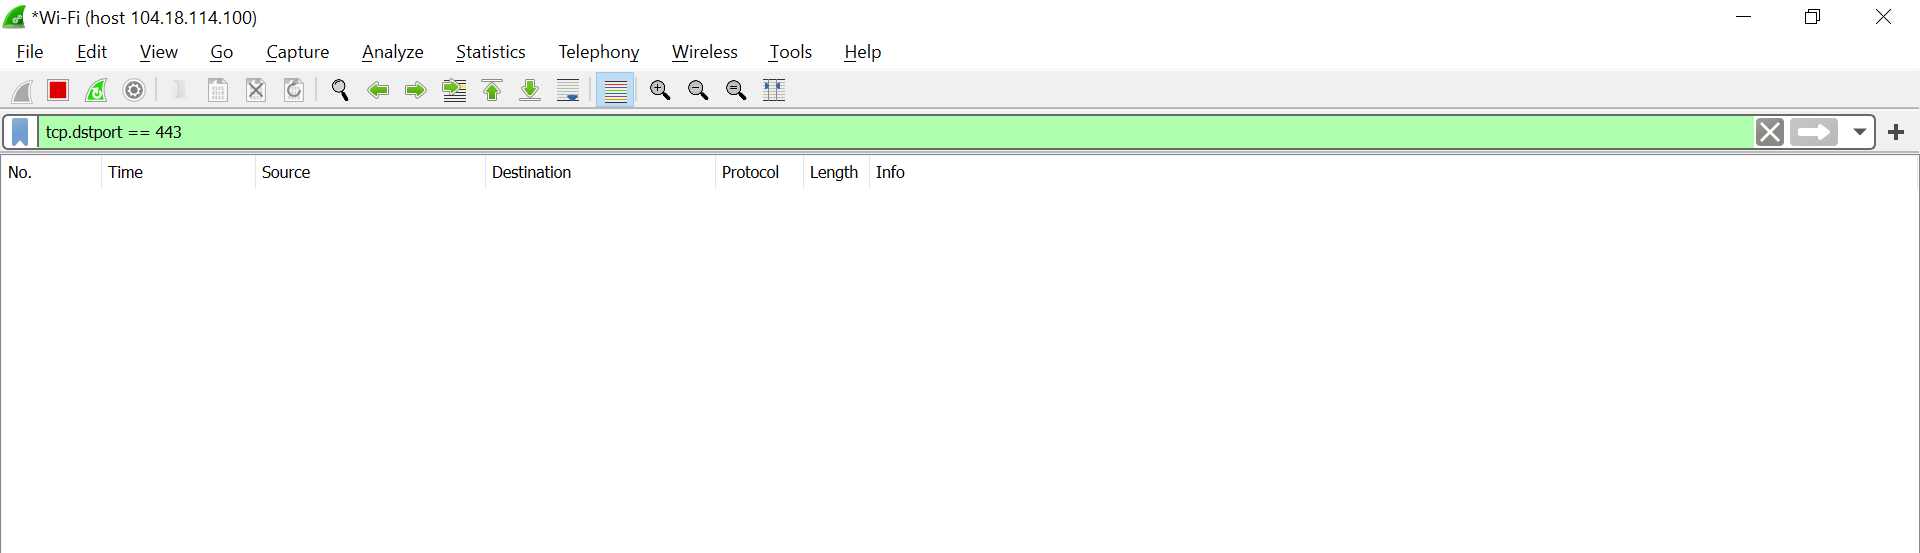 *Wi-Fi (host 104.18.114.100)
File Edit View Go Capture Analyze Statistics Telephony Wireless Tools Help
tcp.dstport == 443
No. Time Source Destination Protocol Length Info